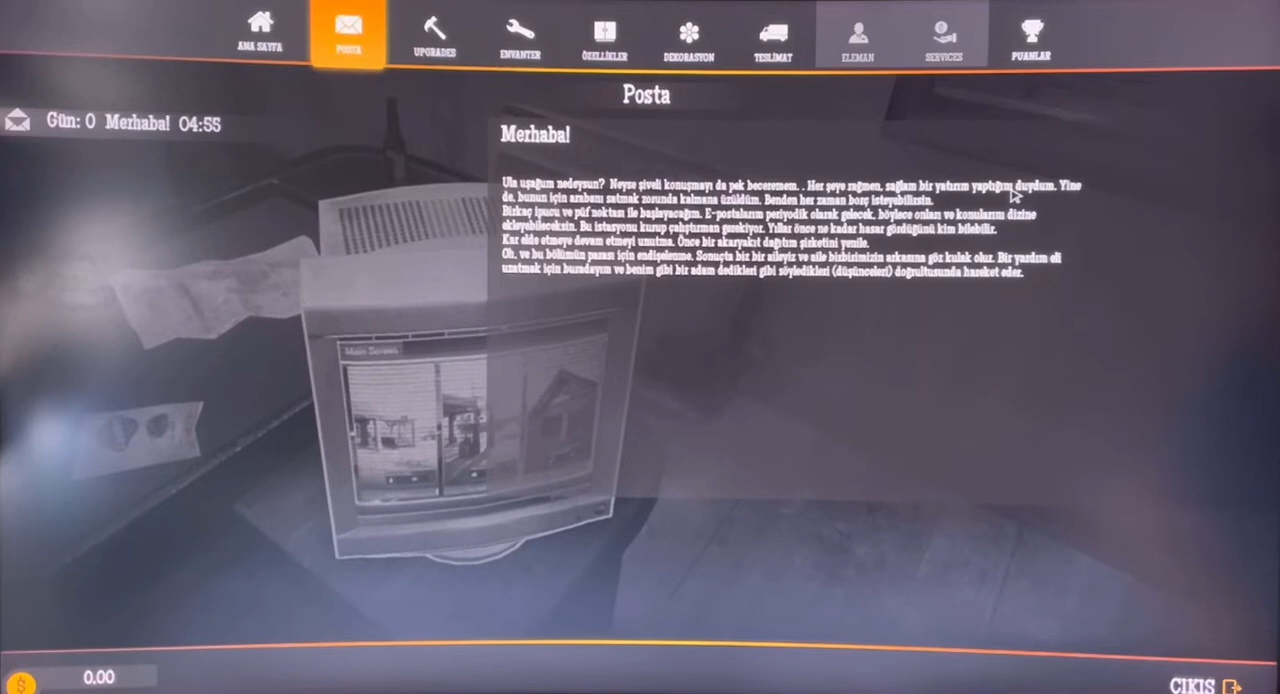 ANA SAYFA
POSTA
UPGRADES
ENVANTER
ÖZELLİKLER
DEKORASYON
TESLİMAT
ELEMAN
SERVICES
PUANLAR
Posta
Gün: 0 Merhaba! 04:55
Merhaba!
Ula uşağum nedeysun? Neyse şiveli konuşmayı da pek beceremem. . Her şeye rağmen, sağlam bir yatırım yaptığını duydum. Yine
de, bunun için arabanı satmak zorunda kalmana üzüldüm. Benden her zaman borç isteyebilirsin.
Birkaç ipucu ve püf noktası ile başlayacağım. E-postalarım periyodik olarak gelecek, böylece onları ve konularını dizine
ekleyebileceksin. Bu istasyonu kurup çalıştırman gerekiyor. Yıllar önce ne kadar hasar gördüğünü kim bilebilir.
Kar elde etmeye devam etmeyi unutma. Önce bir akaryakıt dağıtım şirketini yenile.
Oh, ve bu bölümün parası için endişelenme. Sonuçta biz bir aileyiz ve aile birbirimizin arkasına göz kulak olur. Bir yardım eli
uzatmak için buradayım ve benim gibi bir adam dedikleri gibi söyledikleri (düşünceleri) doğrultusunda hareket eder.
Main Screen
$ 0,00
ÇIKIŞ